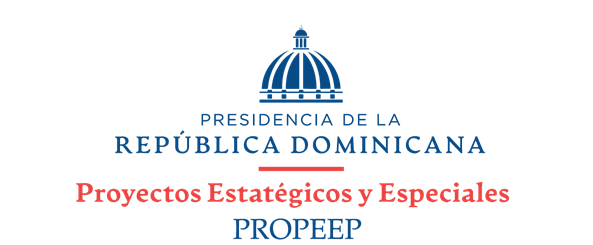 PRESIDENCIA DE LA
REPÚBLICA DOMINICANA
Proyectos Estatégicos y Especiales
PROPEEP